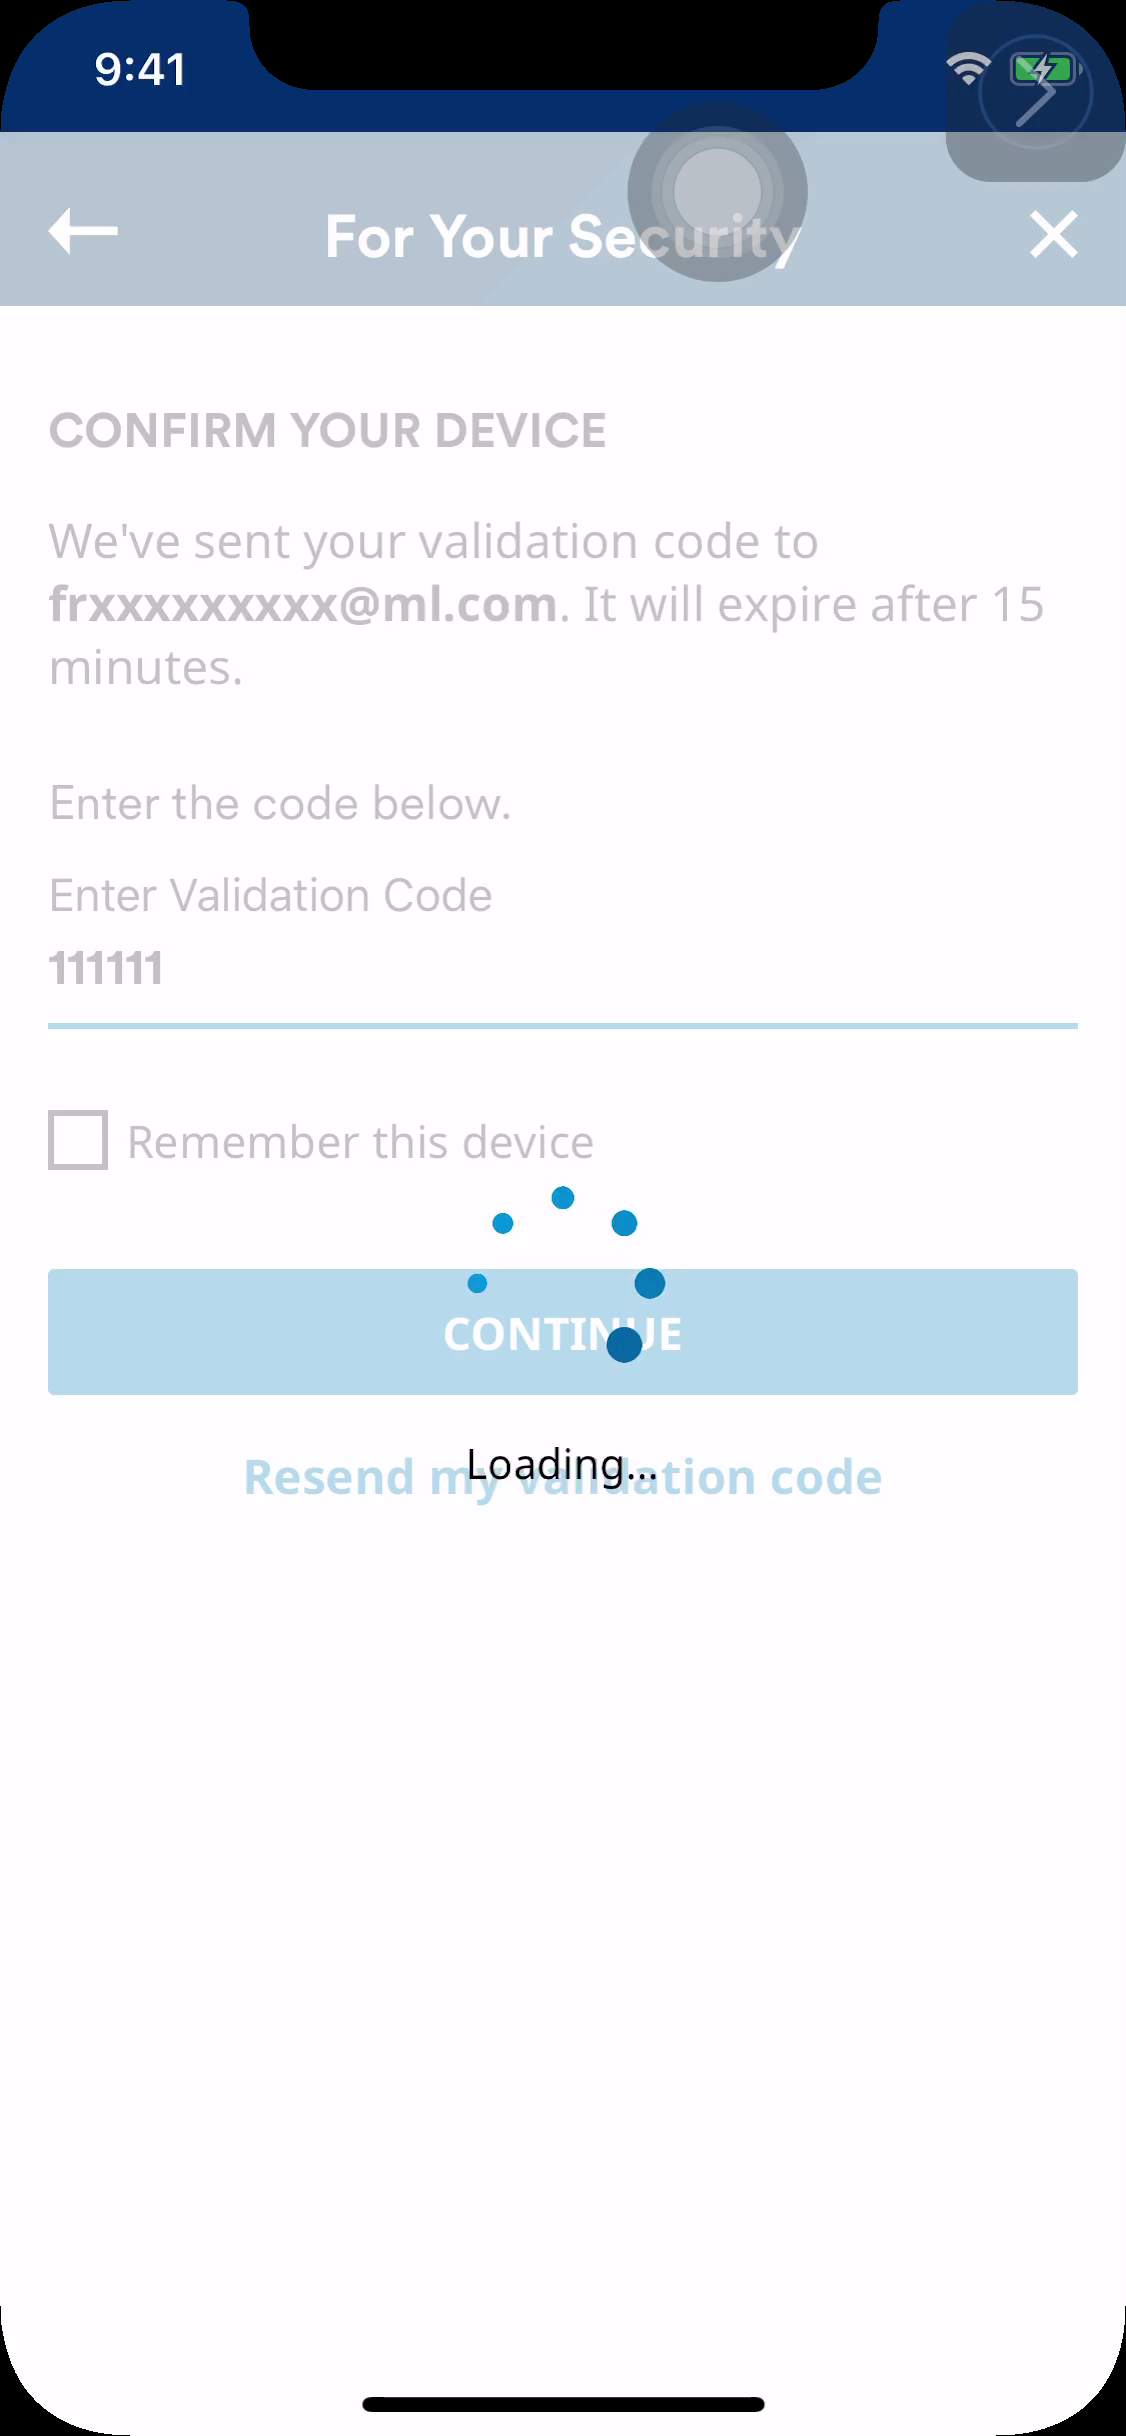 9:41
For Your Security
CONFIRM YOUR DEVICE
We've sent your validation code to
frxxxxxxxxx@ml.com. It will expire after 15
minutes.
Enter the code below.
Enter Validation Code
111111
Remember this device
CONTINUE
Loading...
Resend my validation code